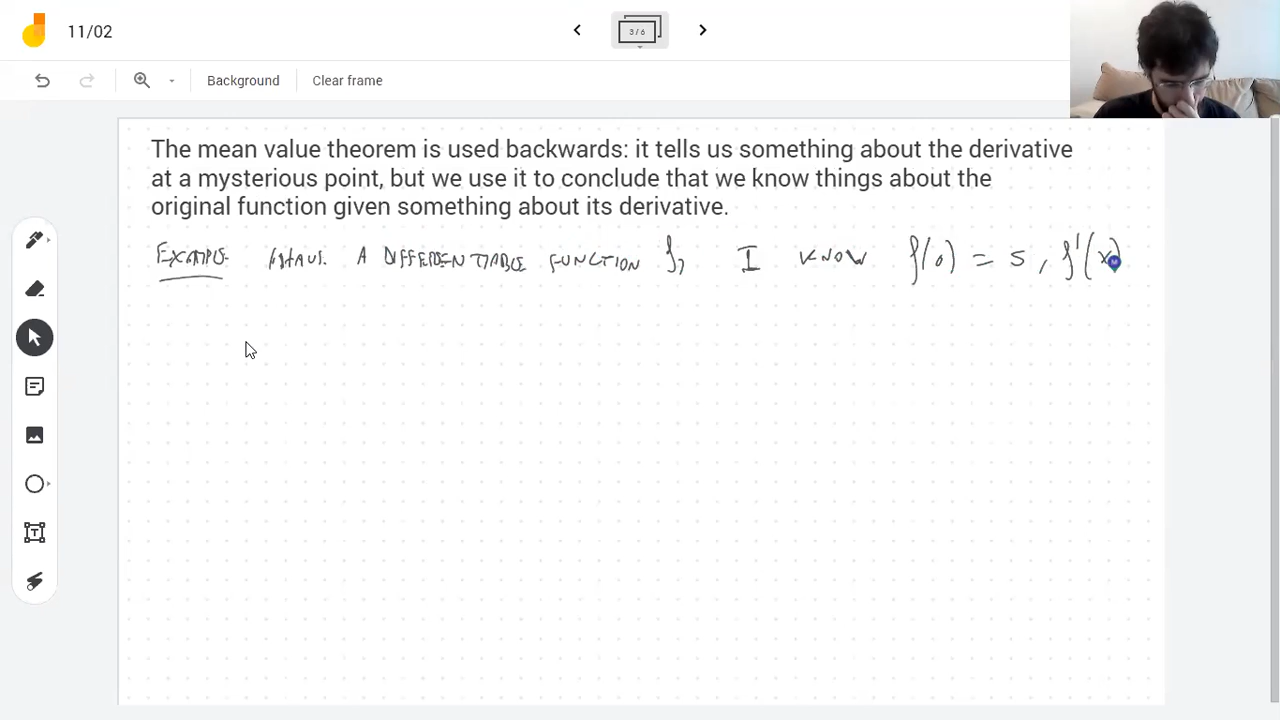 11/02
3 / 6
Background
Clear frame
The mean value theorem is used backwards: it tells us something about the derivative
at a mysterious point, but we use it to conclude that we know things about the
original function given something about its derivative.
EXAMPLE A DIFFERENTIABLE FUNCTION f, I KNOW f(0) = 5, f'(x)
M